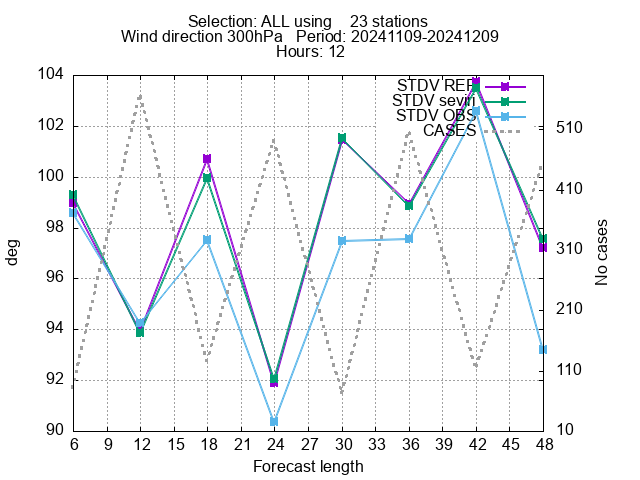 Selection: ALL using 23 stations
Wind direction 300hPa Period: 20241109-20241209
Hours: 12
STDV REF
STDV seviri
STDV OBS
CASES
104
102
100
98
96
94
92
90
510
410
310
210
110
10
deg
No cases
6 9 12 15 18 21 24 27 30 33 36 39 42 45 48
Forecast length